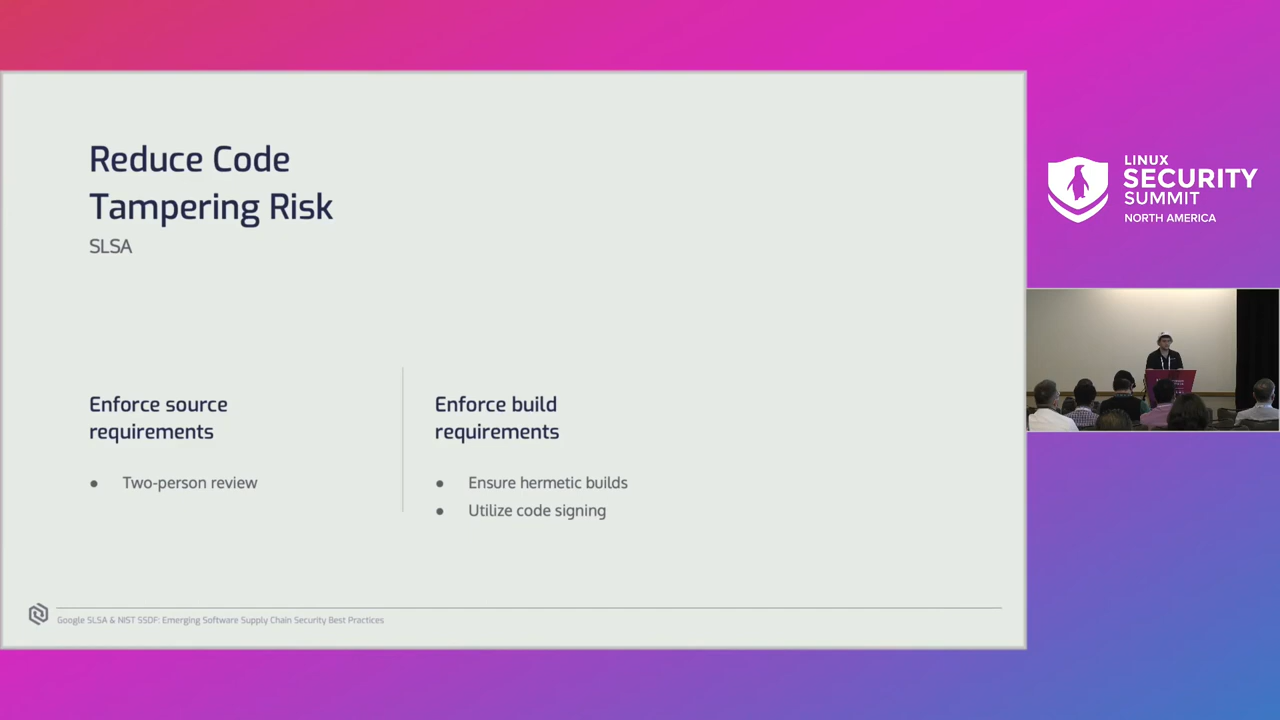 Reduce Code
Tampering Risk
SLSA
Enforce source
requirements
● Two-person review
Enforce build
requirements
● Ensure hermetic builds
● Utilize code signing
Google SLSA & NIST SSDF: Emerging Software Supply Chain Security Best Practices
LINUX
SECURITY
SUMMIT
NORTH AMERICA